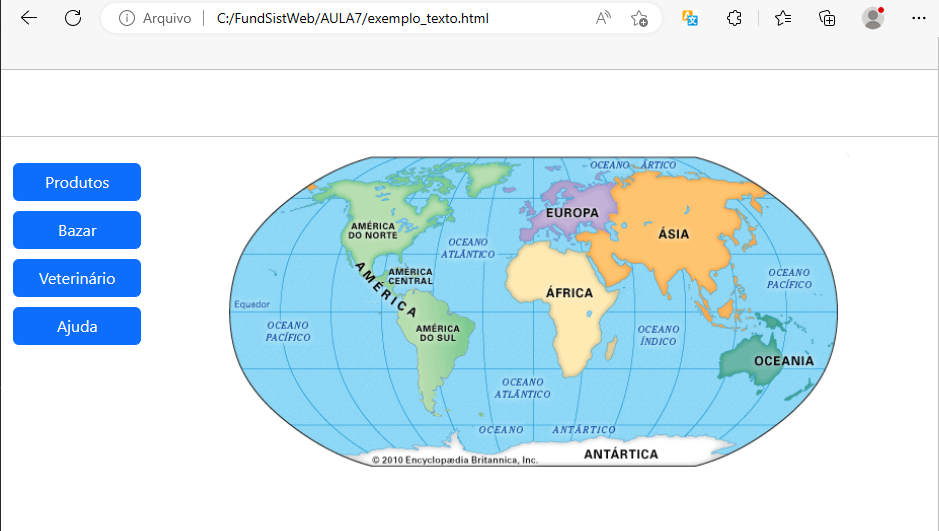 Arquivo C:/FundSistWeb/AULA7/exemplo_texto.html
Produtos
Bazar
Veterinário
Ajuda
OCEANO ÁRTICO
EUROPA
ÁSIA
AMÉRICA
DO NORTE
OCEANO
ATLÂNTICO
AMÉRICA
CENTRAL
AMÉRICA
ÁFRICA
OCEANO
PACÍFICO
Equador
OCEANO
PACÍFICO
AMÉRICA
DO SUL
OCEANO
ÍNDICO
OCEANIA
OCEANO
ATLÂNTICO
OCEANO ANTÁRTICO
ANTÁRTICA
© 2010 Encyclopædia Britannica, Inc.